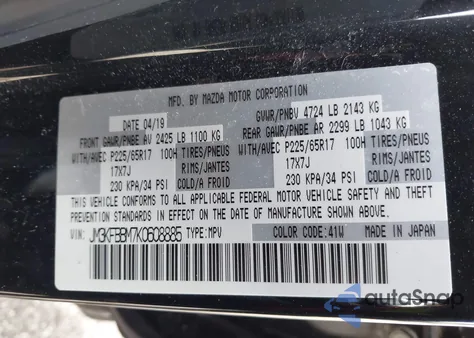 MFD. BY MAZDA MOTOR CORPORATION
DATE 04/19 GVWR/PNBV 4724 LB 2143 KG
FRONT GAWR/PNBE AV 2425 LB 1100 KG REAR GAWR/PNBE AR 2299 LB 1043 KG
WITH/AVEC P225/65R17 100H TIRES/PNEUS WITH/AVEC P225/65R17 100H TIRES/PNEUS
17X7J RIMS/JANTES 17X7J RIMS/JANTES
230 KPA/34 PSI COLD/A FROID 230 KPA/34 PSI COLD/A FROID
THIS VEHICLE CONFORMS TO ALL APPLICABLE FEDERAL MOTOR VEHICLE SAFETY AND THEFT
PREVENTION STANDARDS IN EFFECT ON THE DATE OF MANUFACTURE SHOWN ABOVE.
VIN: JM3KFBBM7K0608885 TYPE: MPV COLOR CODE: 41W MADE IN JAPAN
autoSnap